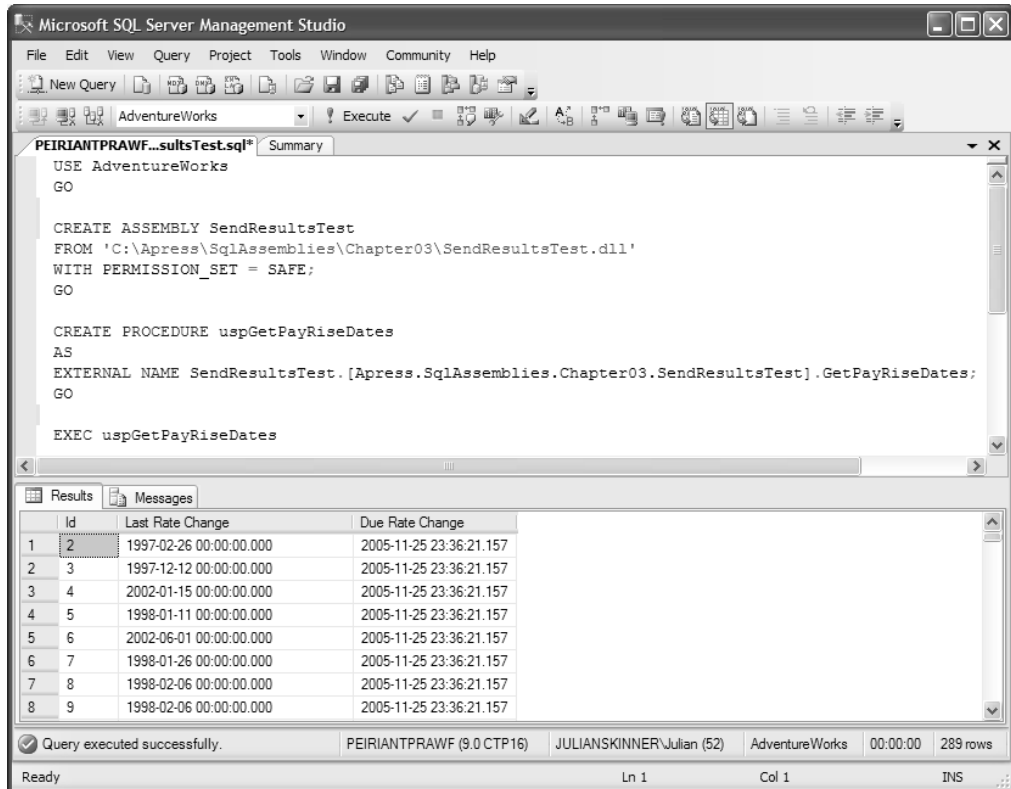 Microsoft SQL Server Management Studio
File Edit View Query Project Tools Window Community Help
New Query
AdventureWorks Execute
PEIRIANTPRAWF...sultsTest.sql* Summary
USE AdventureWorks
GO
CREATE ASSEMBLY SendResultsTest
FROM 'C:\Apress\SqlAssemblies\Chapter03\SendResultsTest.dll'
WITH PERMISSION_SET = SAFE;
GO
CREATE PROCEDURE uspGetPayRiseDates
AS
EXTERNAL NAME SendResultsTest.[Apress.SqlAssemblies.Chapter03.SendResultsTest].GetPayRiseDates;
GO
EXEC uspGetPayRiseDates
Results Messages
Id Last Rate Change Due Rate Change
1 2 1997-02-26 00:00:00.000 2005-11-25 23:36:21.157
2 3 1997-12-12 00:00:00.000 2005-11-25 23:36:21.157
3 4 2002-01-15 00:00:00.000 2005-11-25 23:36:21.157
4 5 1998-01-11 00:00:00.000 2005-11-25 23:36:21.157
5 6 2002-06-01 00:00:00.000 2005-11-25 23:36:21.157
6 7 1998-01-26 00:00:00.000 2005-11-25 23:36:21.157
7 8 1998-02-06 00:00:00.000 2005-11-25 23:36:21.157
8 9 1998-02-06 00:00:00.000 2005-11-25 23:36:21.157
Query executed successfully. PEIRIANTPRAWF (9.0 CTP16) JULIANSKINNER\Julian (52) AdventureWorks 00:00:00 289 rows
Ready Ln 1 Col 1 INS